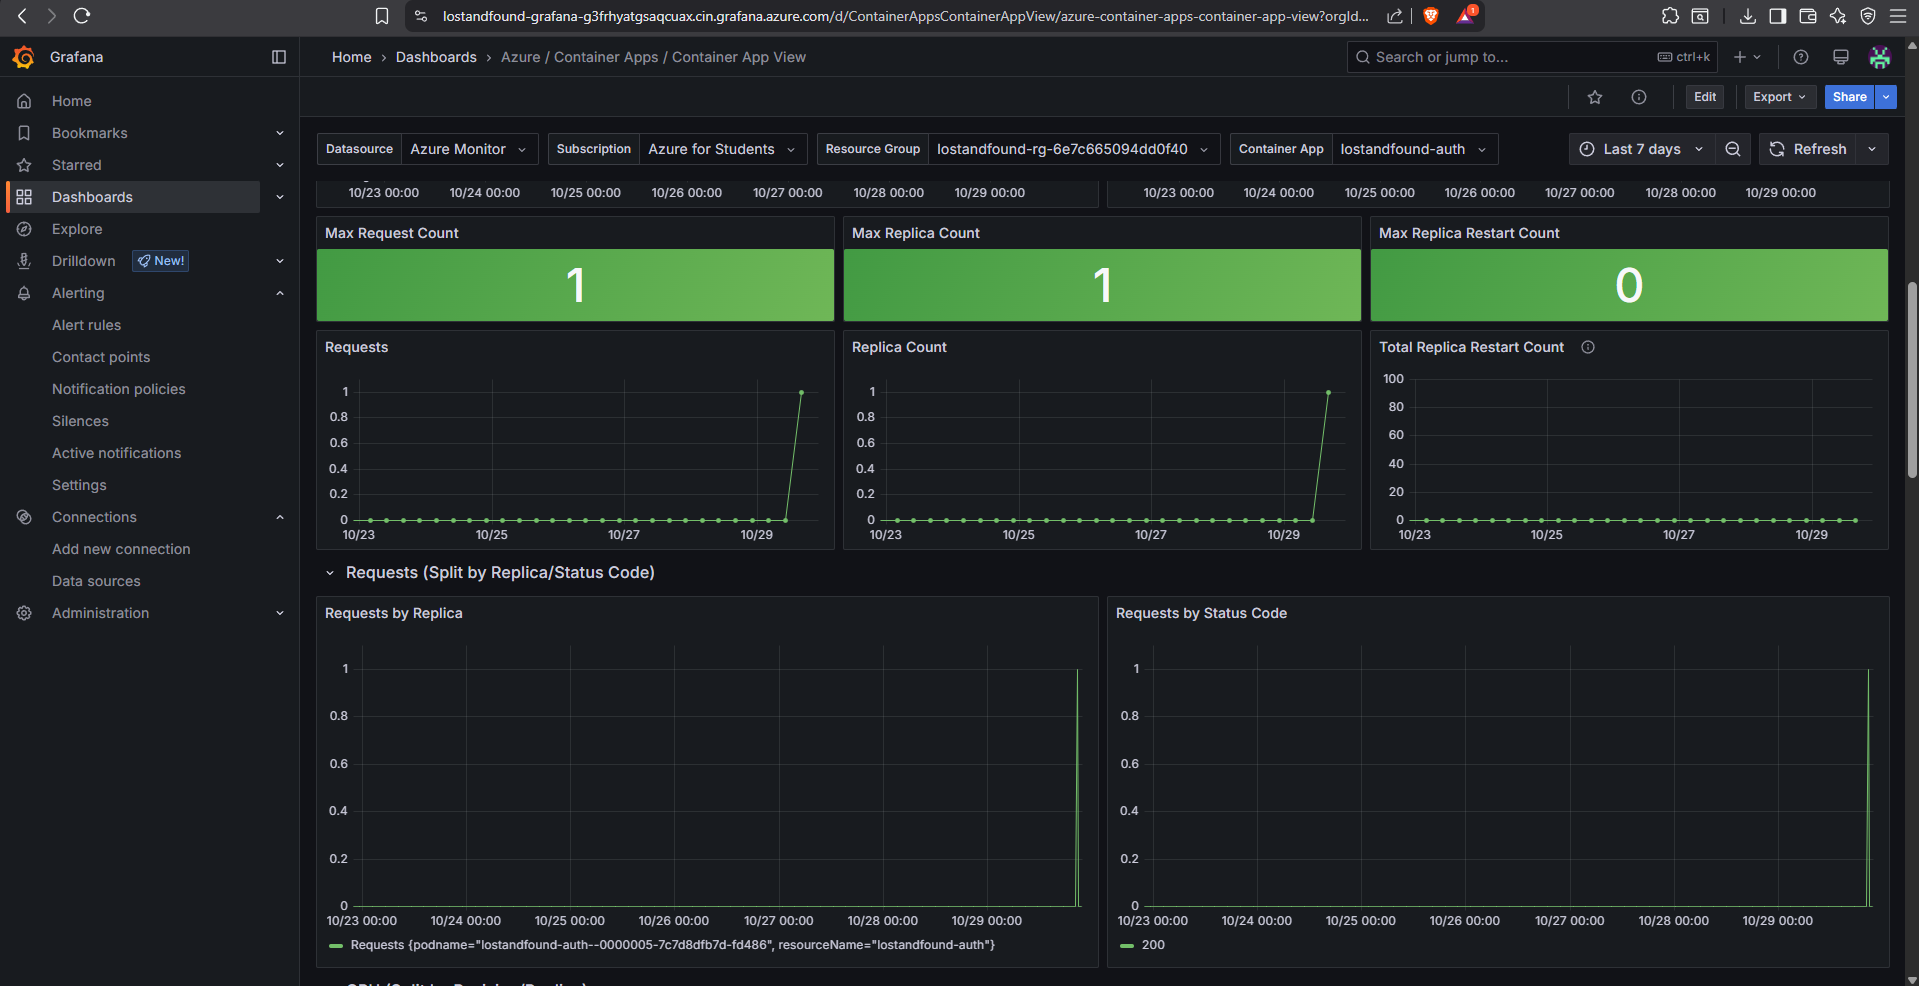 lostandfound-grafana-g3frhyatgsaqcuax.cin.grafana.azure.com/d/ContainerAppsContainerAppView/azure-container-apps-container-app-view?orgId...
1
Grafana
Home › Dashboards › Azure / Container Apps / Container App View
Search or jump to...
ctrl+k
Edit
Export
Share
Home
Bookmarks
Starred
Dashboards
Explore
Drilldown New!
Alerting
Alert rules
Contact points
Notification policies
Silences
Active notifications
Settings
Connections
Add new connection
Data sources
Administration
Datasource Azure Monitor
Subscription Azure for Students
Resource Group lostandfound-rg-6e7c665094dd0f40
Container App lostandfound-auth
Last 7 days
Refresh
10/23 00:00 10/24 00:00 10/25 00:00 10/26 00:00 10/27 00:00 10/28 00:00 10/29 00:00
10/23 00:00 10/24 00:00 10/25 00:00 10/26 00:00 10/27 00:00 10/28 00:00 10/29 00:00
Max Request Count
1
Max Replica Count
1
Max Replica Restart Count
0
Requests
1
0.8
0.6
0.4
0.2
0
10/23 10/25 10/27 10/29
Replica Count
1
0.8
0.6
0.4
0.2
0
10/23 10/25 10/27 10/29
Total Replica Restart Count
100
80
60
40
20
0
10/23 10/25 10/27 10/29
Requests (Split by Replica/Status Code)
Requests by Replica
1
0.8
0.6
0.4
0.2
0
10/23 00:00 10/24 00:00 10/25 00:00 10/26 00:00 10/27 00:00 10/28 00:00 10/29 00:00
Requests {podname="lostandfound-auth--0000005-7c7d8dfb7d-fd486", resourceName="lostandfound-auth"}
Requests by Status Code
1
0.8
0.6
0.4
0.2
0
10/23 00:00 10/24 00:00 10/25 00:00 10/26 00:00 10/27 00:00 10/28 00:00 10/29 00:00
200